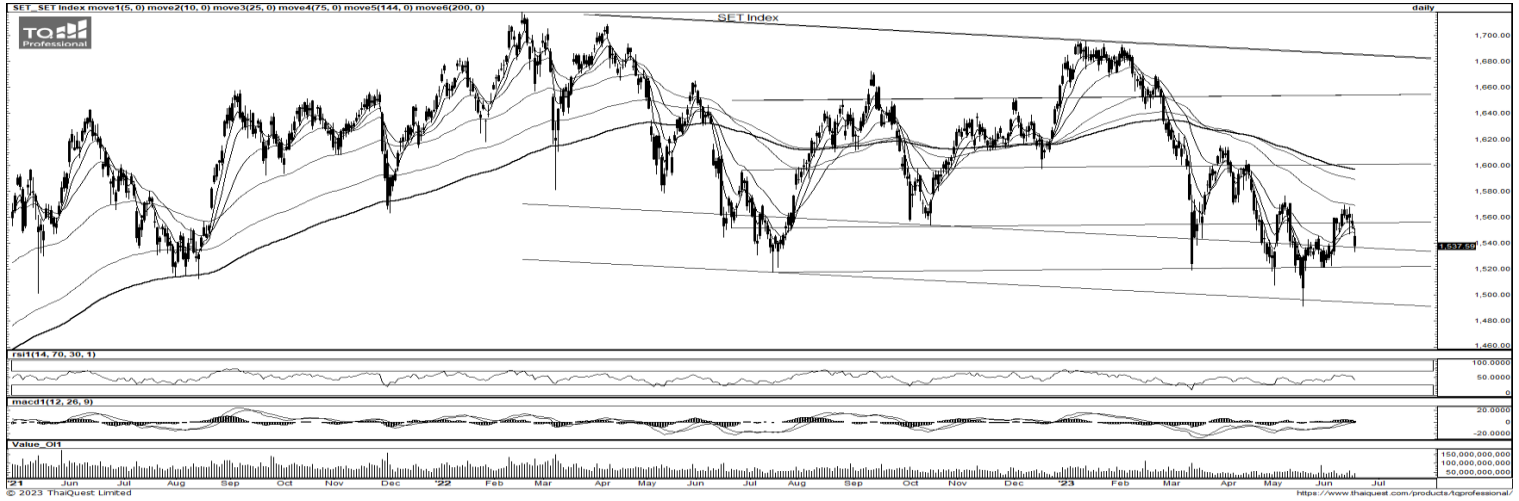 SET_SET Index move1(5, 0) move2(10, 0) move3(25, 0) move4(75, 0) move5(144, 0) move6(200, 0)
daily
TQ
Professional
SET Index
1,700.00
1,680.00
1,660.00
1,640.00
1,620.00
1,600.00
1,580.00
1,560.00
1,540.00
1,537.59
1,520.00
1,500.00
1,480.00
1,460.00
rsi1(14, 70, 30, 1)
100.0000
50.0000
0
macd1(12, 26, 9)
20.0000
0
-20.0000
Value_OI1
150,000,000,000
100,000,000,000
50,000,000,000
'21 Jun Jul Aug Sep Oct Nov Dec '22 Feb Mar Apr May Jun Jul Aug Sep Oct Nov Dec '23 Feb Mar Apr May Jun Jul
© 2023 ThaiQuest Limited
https://www.thaiquest.com/products/tqprofessional/